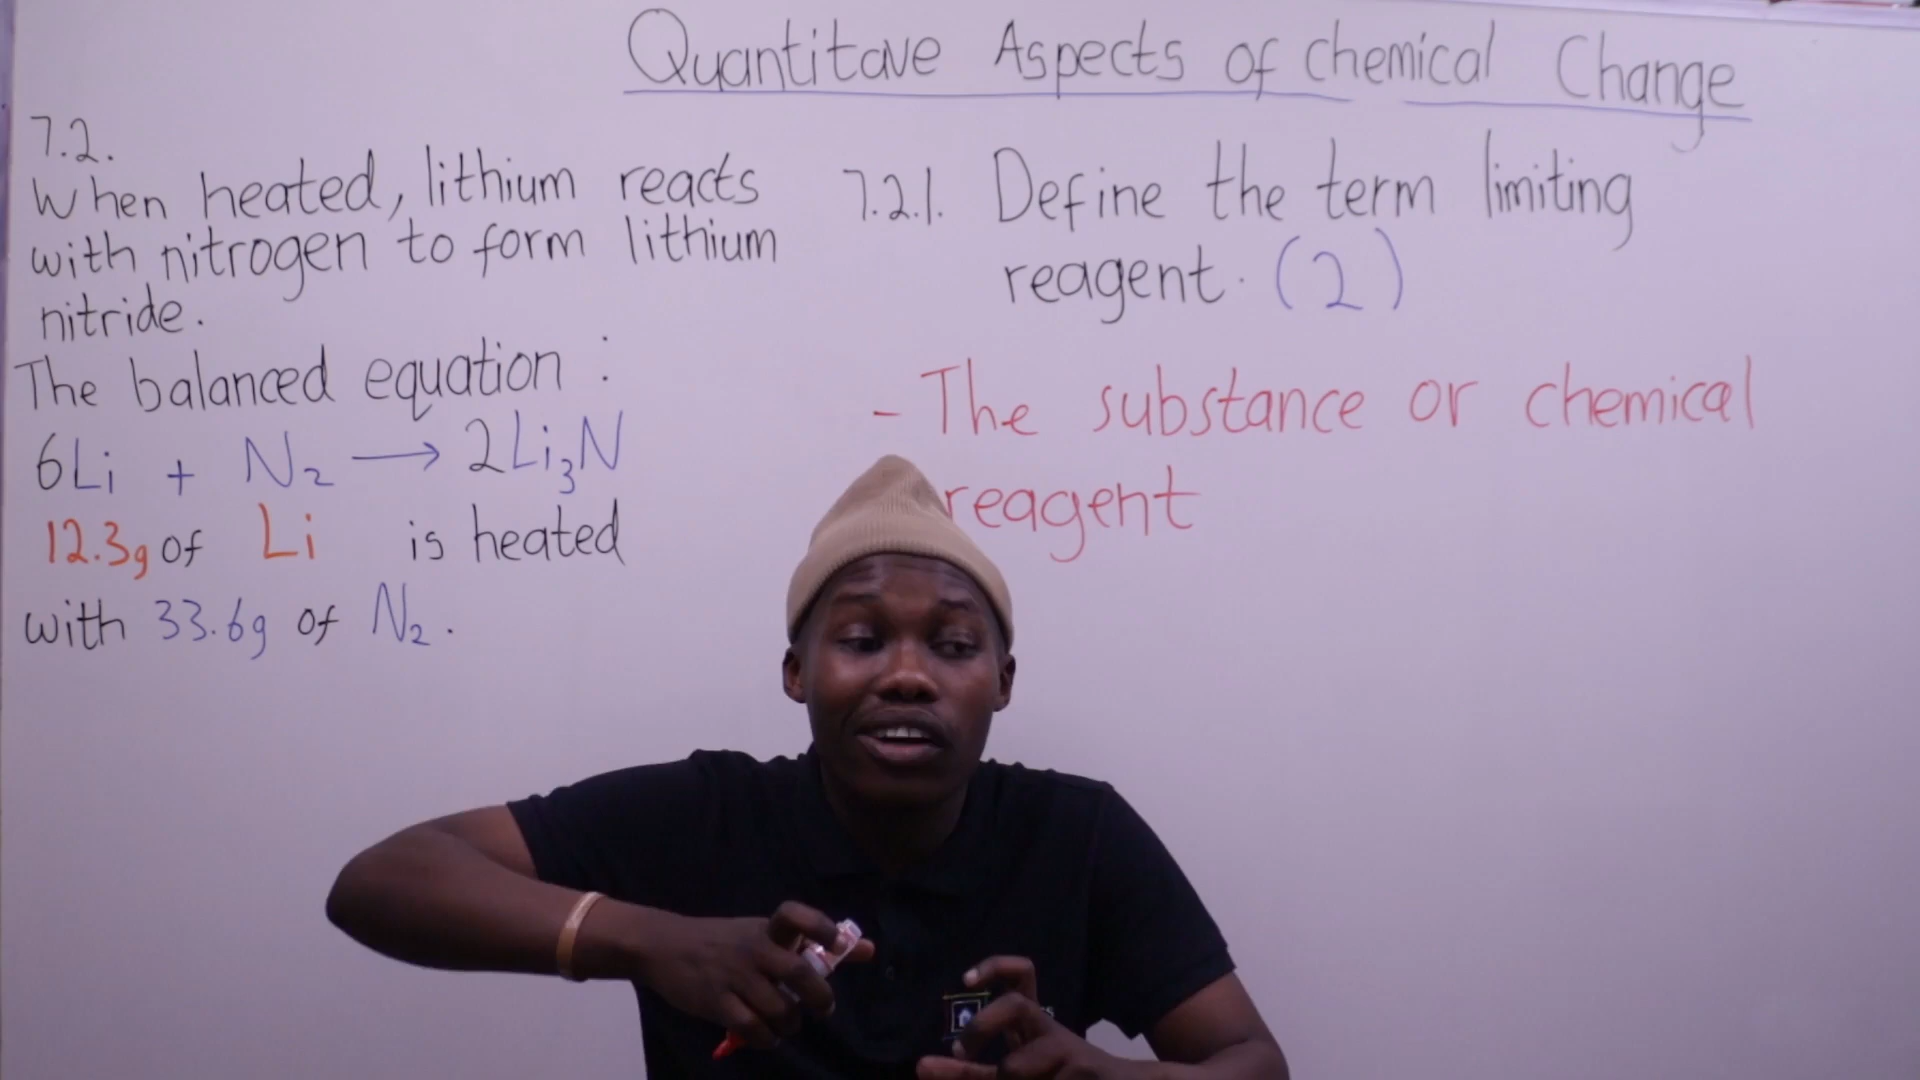 Quantitave Aspects of chemical Change
7.2.
When heated, lithium reacts
with nitrogen to form lithium
nitride.
The balanced equation :
6Li + N₂ → 2Li₃N
12.3g of Li is heated
with 33.6g of N₂.
7.2.1. Define the term limiting
reagent. (2)
- The substance or chemical
reagent